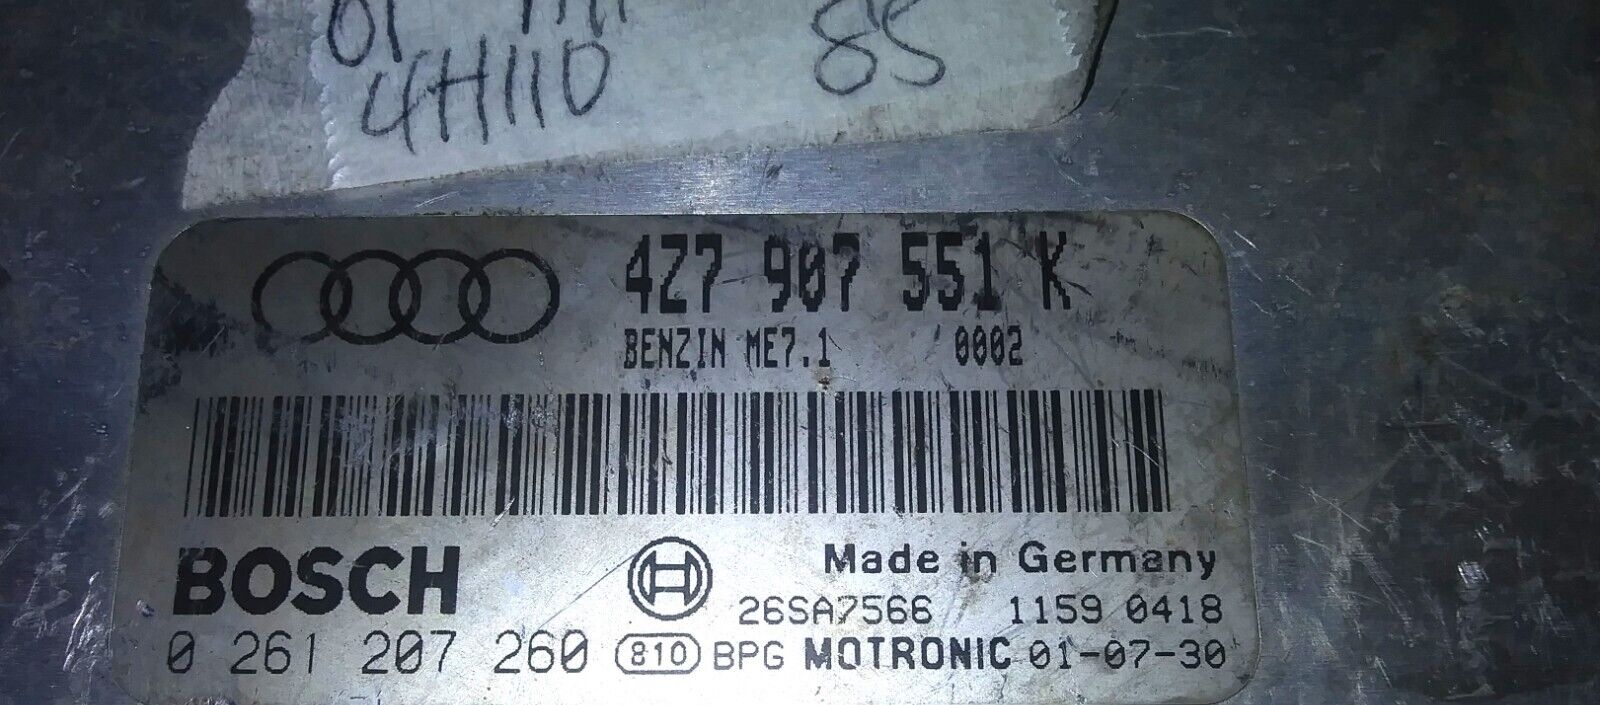 01
4H110
85
4Z7 907 551 K
BENZIN ME7.1 0002
BOSCH
Made in Germany
26SA7566 1159 0418
0 261 207 260 810 BPG MOTRONIC 01-07-30